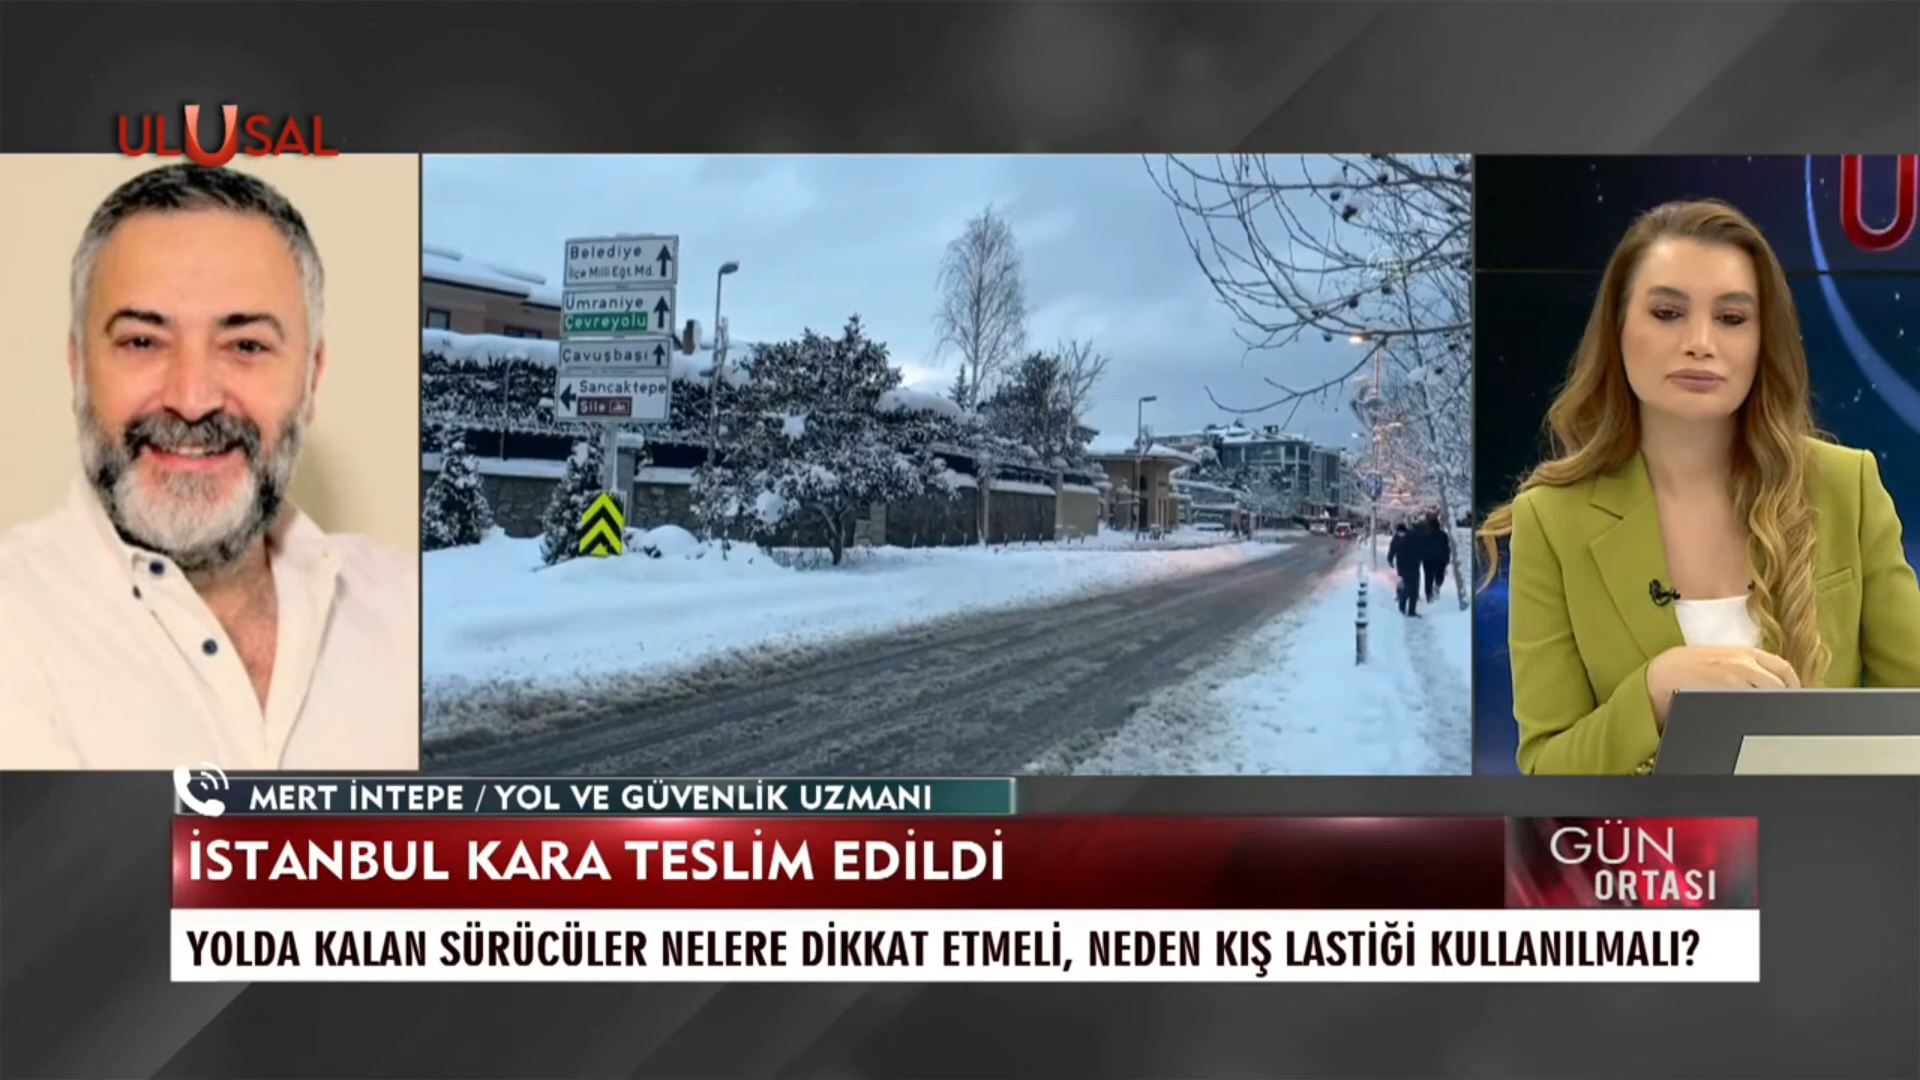 ULUSAL
Belediye
İlçe Milli Eğt. Md.
Ümraniye
Çevreyolu
Çavuşbaşı
Sancaktepe
Şile
U
MERT İNTEPE / YOL VE GÜVENLİK UZMANI
İSTANBUL KARA TESLİM EDİLDİ
GÜN
ORTASI
YOLDA KALAN SÜRÜCÜLER NELERE DİKKAT ETMELİ, NEDEN KIŞ LASTİĞİ KULLANILMALI?